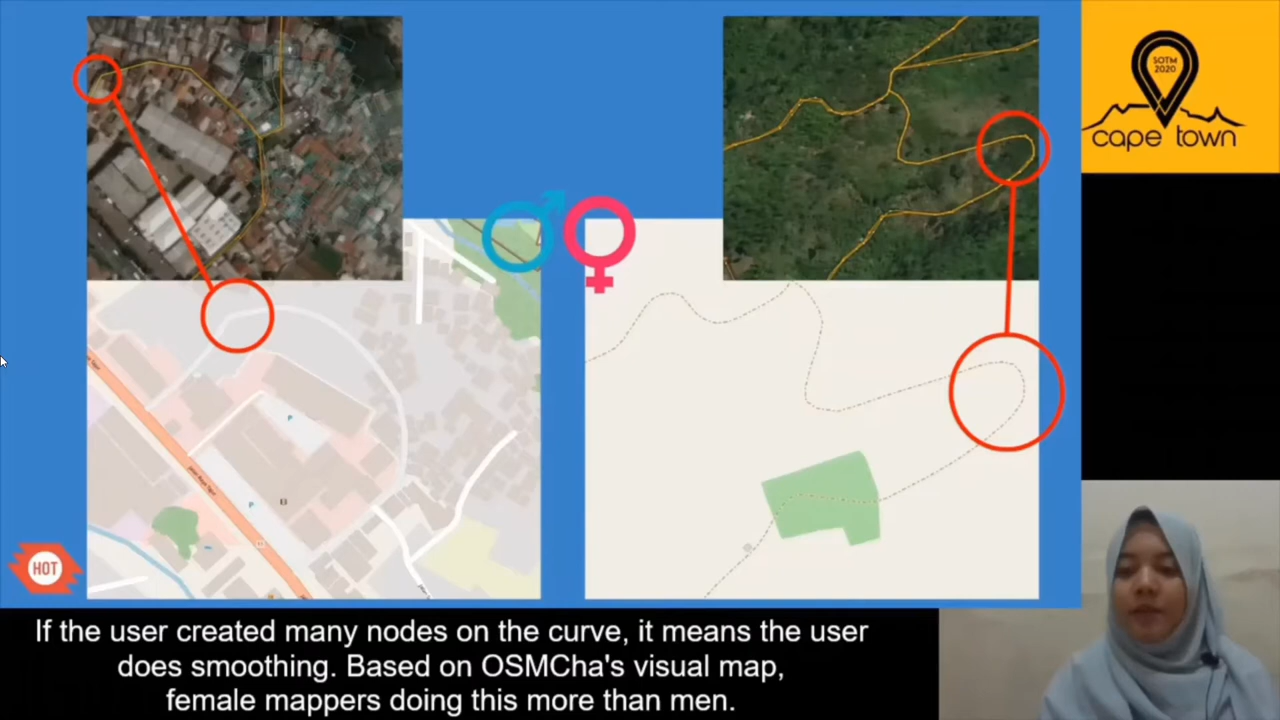 SOTM
2020
cape town
HOT
If the user created many nodes on the curve, it means the user
does smoothing. Based on OSMCha's visual map,
female mappers doing this more than men.